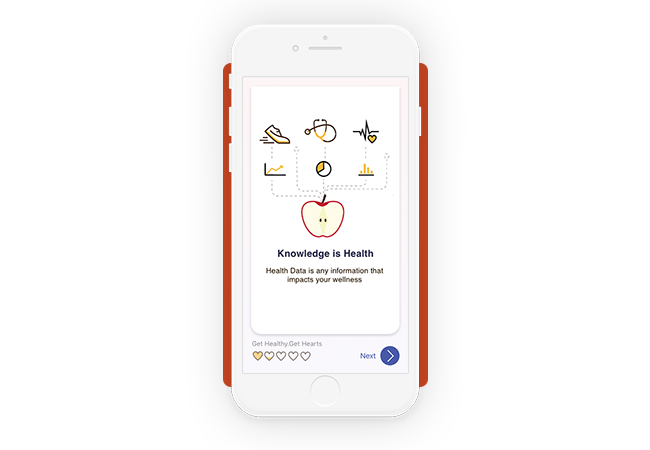 Knowledge is Health
Health Data is any information that
impacts your wellness
Get Healthy.Get Hearts
Next